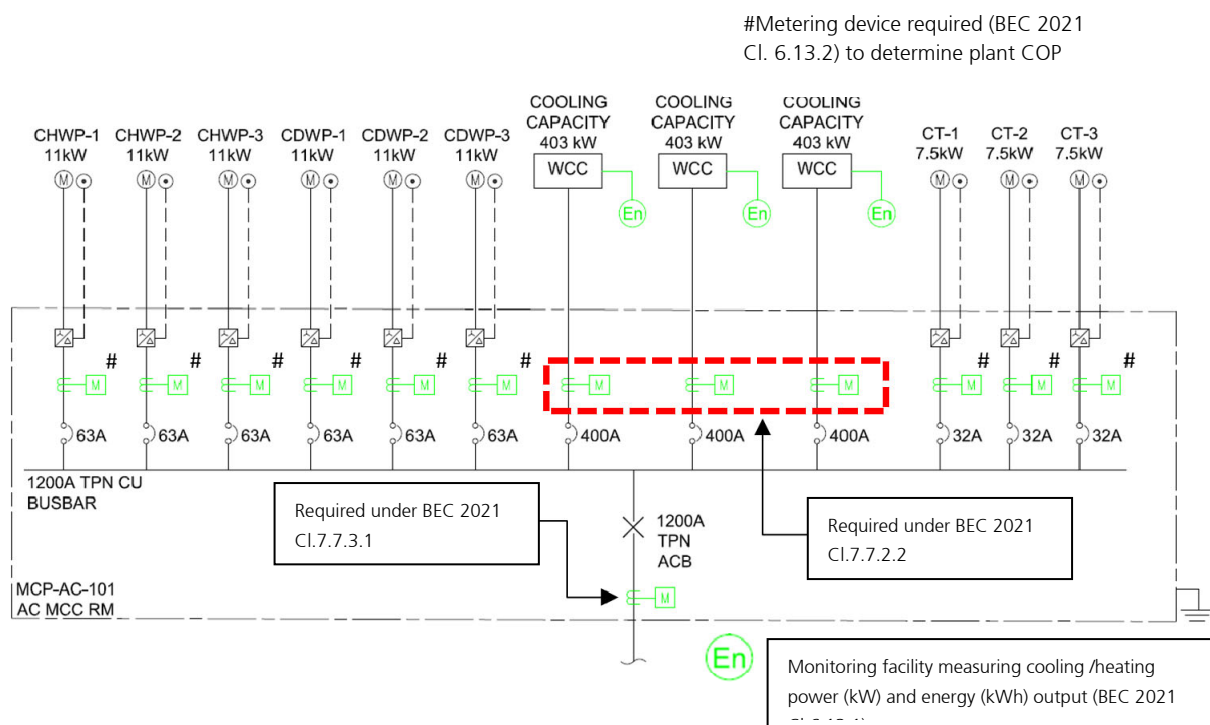 #Metering device required (BEC 2021
Cl. 6.13.2) to determine plant COP
COOLING CAPACITY 403 kW
COOLING CAPACITY 403 kW
COOLING CAPACITY 403 kW
CHWP-1 11kW
CHWP-2 11kW
CHWP-3 11kW
CDWP-1 11kW
CDWP-2 11kW
CDWP-3 11kW
CT-1 7.5kW
CT-2 7.5kW
CT-3 7.5kW
WCC WCC WCC
M M M M M M M M M
En En En
# # # # # # # # #
M M M M M M M M M M M M
63A 63A 63A 63A 63A 63A 400A 400A 400A 32A 32A 32A
1200A TPN CU
BUSBAR
Required under BEC 2021
Cl.7.7.3.1
1200A
TPN
ACB
Required under BEC 2021
Cl.7.7.2.2
MCP-AC-101
AC MCC RM
M
En
Monitoring facility measuring cooling /heating
power (kW) and energy (kWh) output (BEC 2021